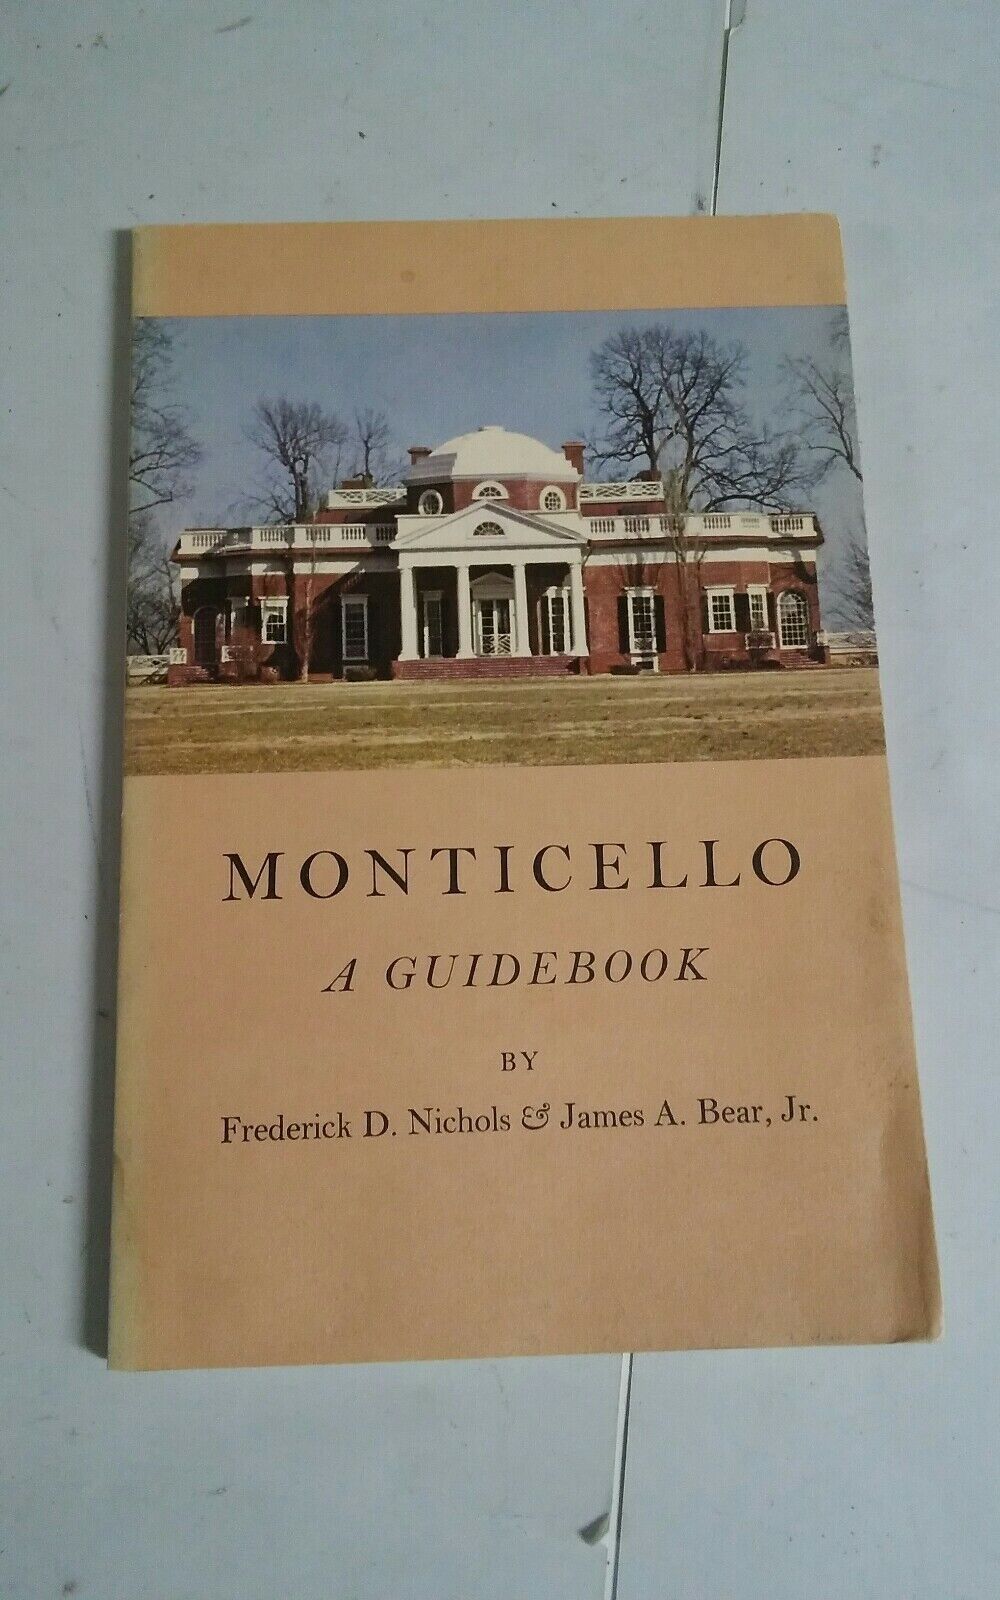 MONTICELLO
A GUIDEBOOK
BY
Frederick D. Nichols & James A. Bear, Jr.